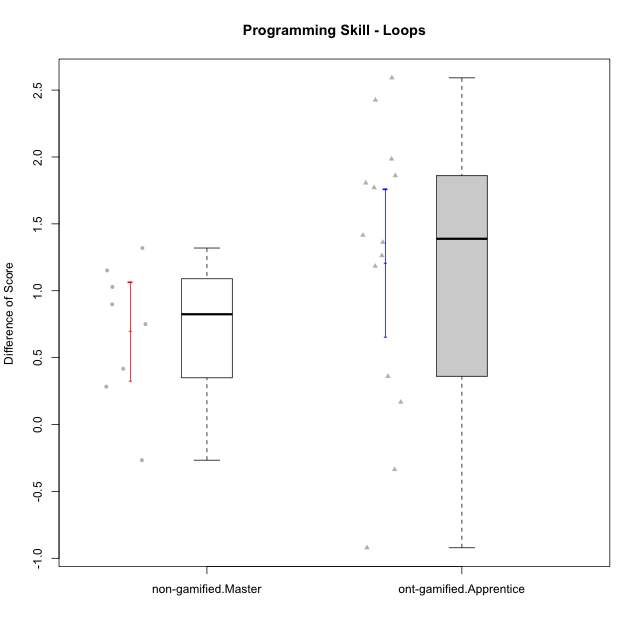 Programming Skill - Loops
Difference of Score
2.5
2.0
1.5
1.0
0.5
0.0
-0.5
-1.0
non-gamified.Master
ont-gamified.Apprentice